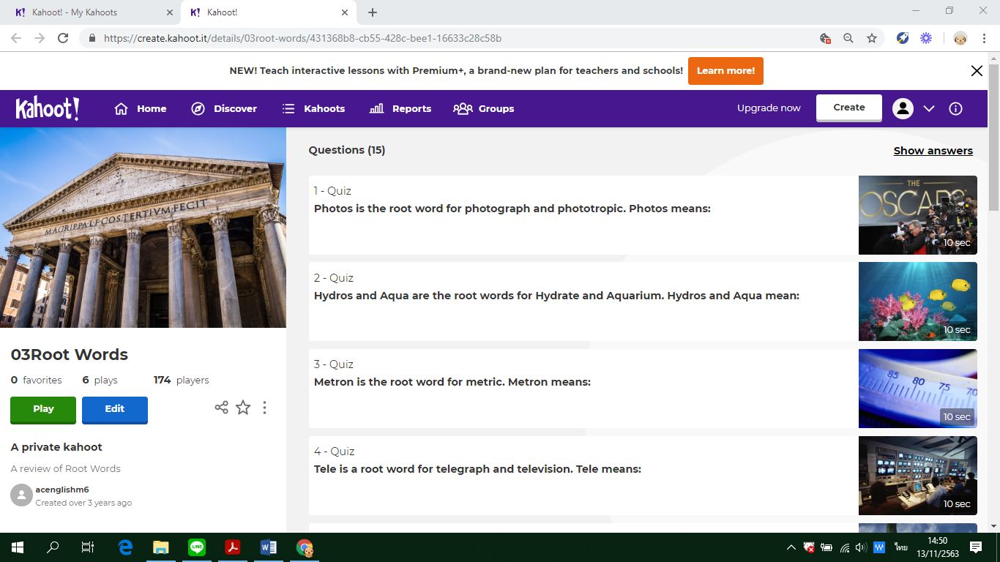 Kahoot! - My Kahoots
Kahoot!
https://create.kahoot.it/details/03root-words/431368b8-cb55-428c-bee1-16633c28c58b
NEW! Teach interactive lessons with Premium+, a brand-new plan for teachers and schools! Learn more!
Kahoot! Home Discover Kahoots Reports Groups Upgrade now Create
M·AGRIPPA·L·F·COS·TERTIVM·FECIT
03Root Words
0 favorites 6 plays 174 players
Play Edit
A private kahoot
A review of Root Words
acenglishm6
Created over 3 years ago
Questions (15) Show answers
1 - Quiz
Photos is the root word for photograph and phototropic. Photos means:
THE
OSCARS
10 sec
2 - Quiz
Hydros and Aqua are the root words for Hydrate and Aquarium. Hydros and Aqua mean:
10 sec
3 - Quiz
Metron is the root word for metric. Metron means:
85 80 75 70
10 sec
4 - Quiz
Tele is a root word for telegraph and television. Tele means:
10 sec
LINE
W
ไทย
14:50
13/11/2563